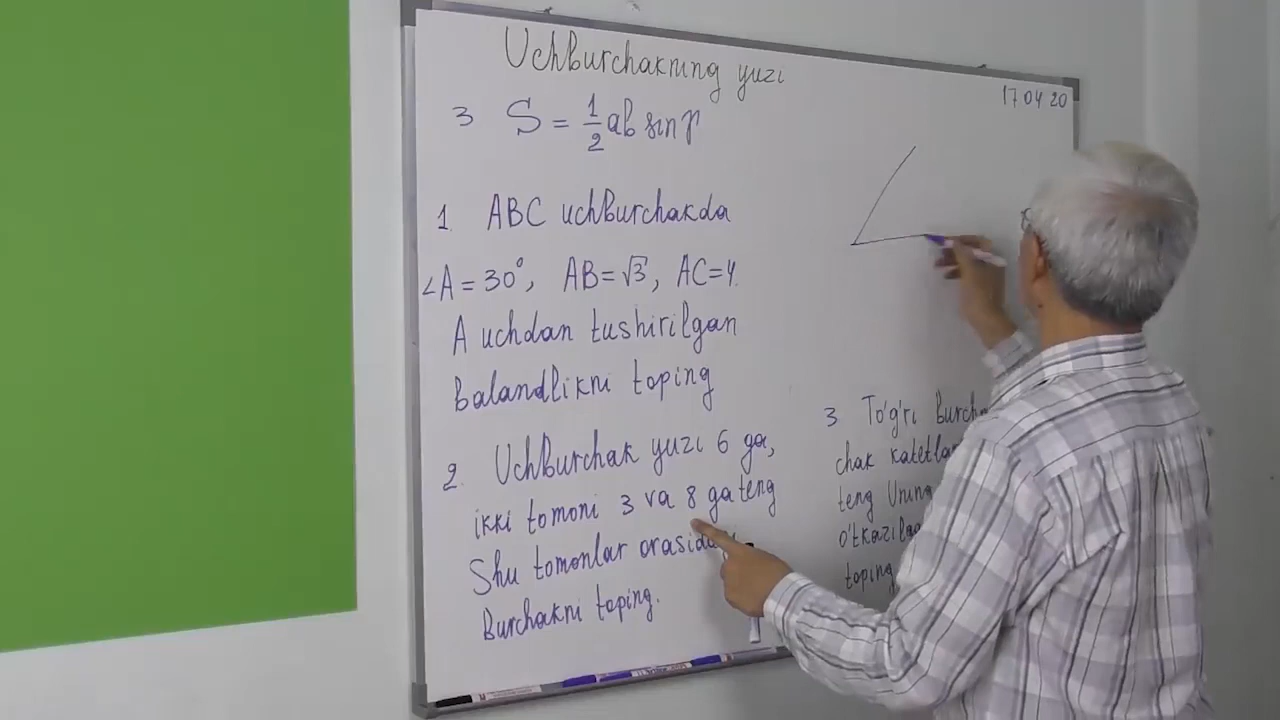 Uchburchakning yuzi
17 04 20
3 S = 1/2 ab sin γ
1. ABC uchburchakda
∠A = 30°, AB = √3, AC = 4.
A uchdan tushirilgan
balandlikni toping
2. Uchburchak yuzi 6 ga,
ikki tomoni 3 va 8 ga teng
Shu tomonlar
burchakni toping.
3. To'g'ri
chak
teng
toping